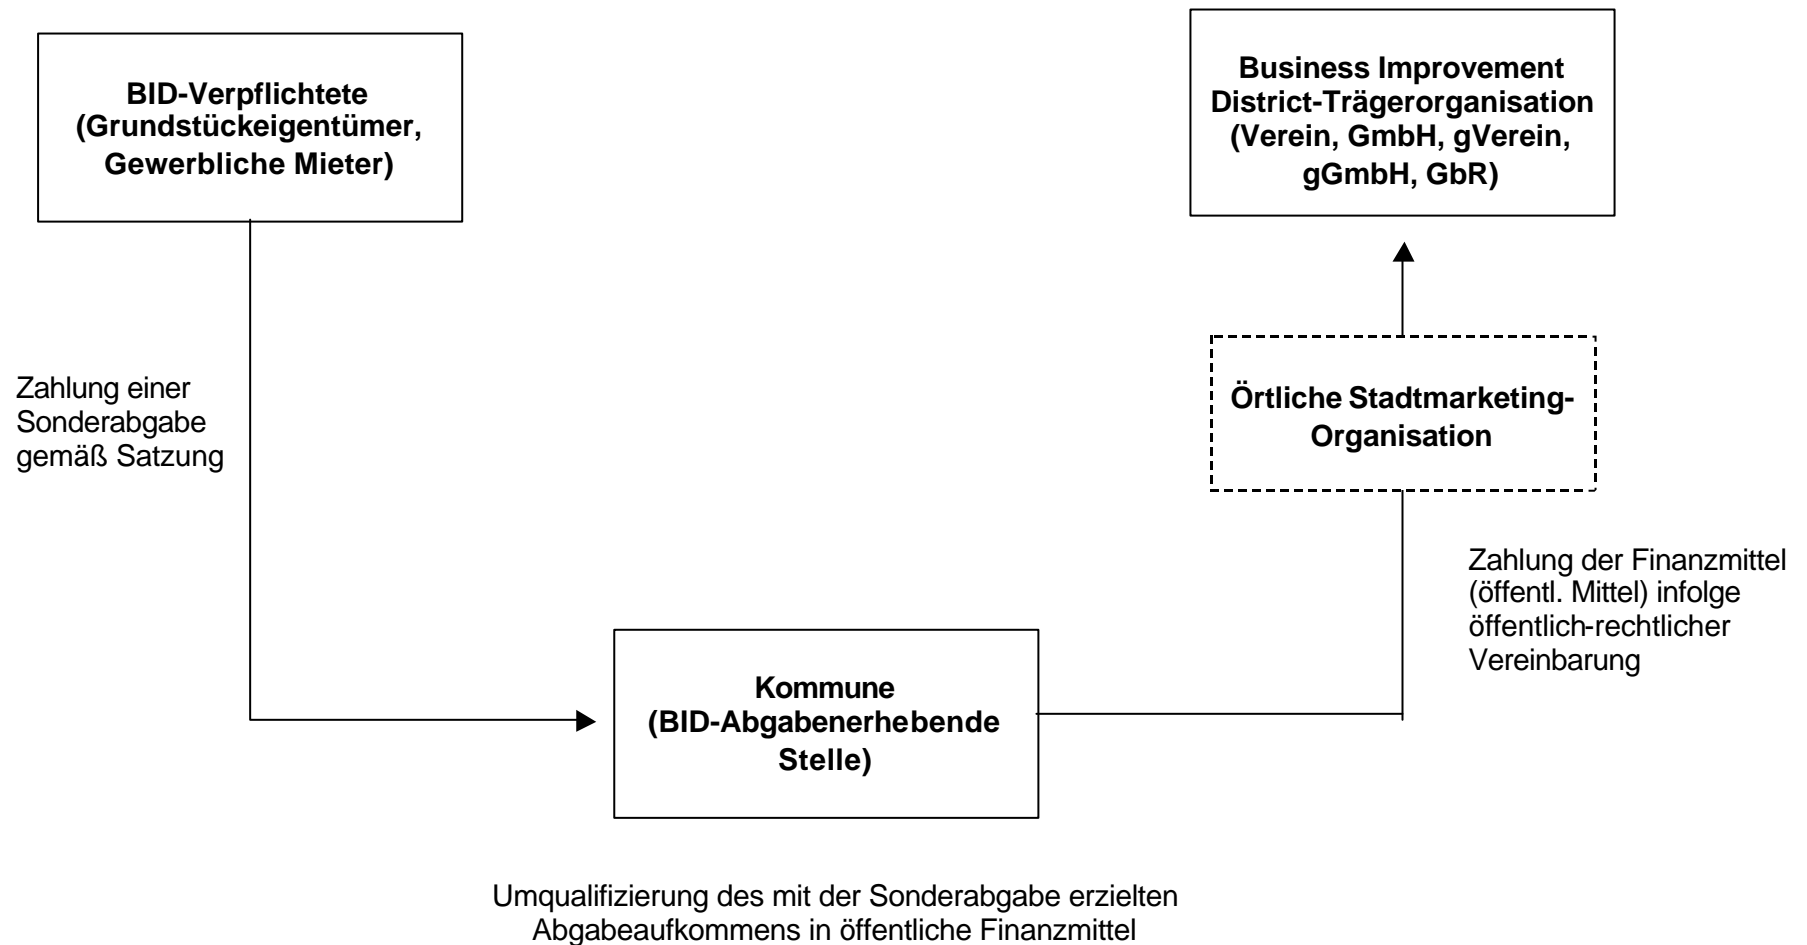 BID-Verpflichtete
(Grundstückeigentümer,
Gewerbliche Mieter)
Business Improvement
District-Trägerorganisation
(Verein, GmbH, gVerein,
gGmbH, GbR)
Zahlung einer
Sonderabgabe
gemäß Satzung
Örtliche Stadtmarketing-
Organisation
Zahlung der Finanzmittel
(öffentl. Mittel) infolge
öffentlich-rechtlicher
Vereinbarung
Kommune
(BID-Abgabenerhebende
Stelle)
Umqualifizierung des mit der Sonderabgabe erzielten
Abgabeaufkommens in öffentliche Finanzmittel